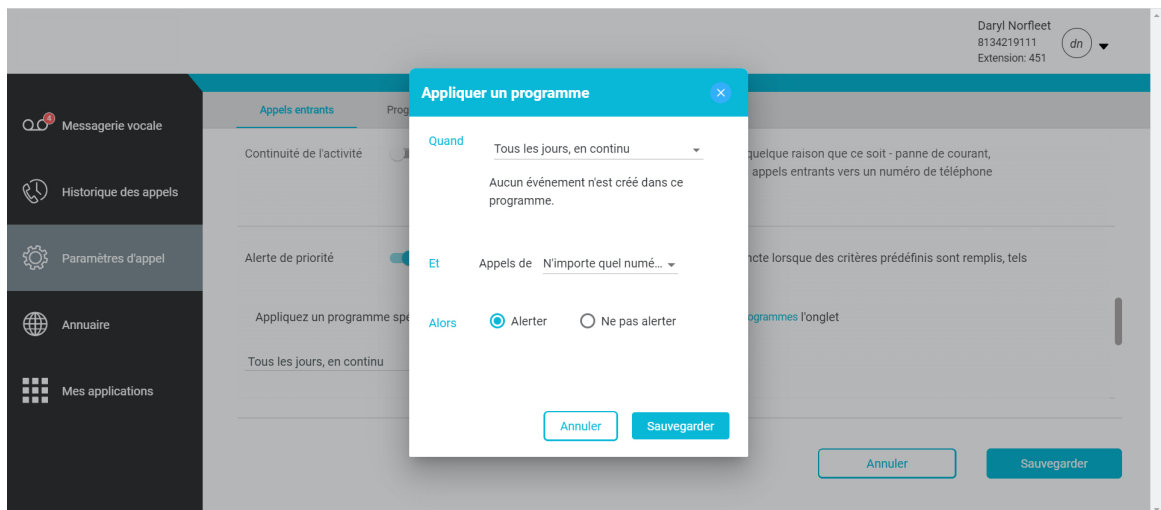 Daryl Norfleet
8134219111
Extension: 451
dn
4
Messagerie vocale
Historique des appels
Paramètres d'appel
Annuaire
Mes applications
Appels entrants
Continuité de l'activité
quelque raison que ce soit - panne de courant,
appels entrants vers un numéro de téléphone
Alerte de priorité
lorsque des critères prédéfinis sont remplis, tels
Appliquez un programme
l'onglet
Tous les jours, en continu
Annuler
Sauvegarder
Appliquer un programme
Quand
Tous les jours, en continu
Aucun événement n'est créé dans ce
programme.
Et
Appels de
N'importe quel numé...
Alors
Alerter
Ne pas alerter
Annuler
Sauvegarder